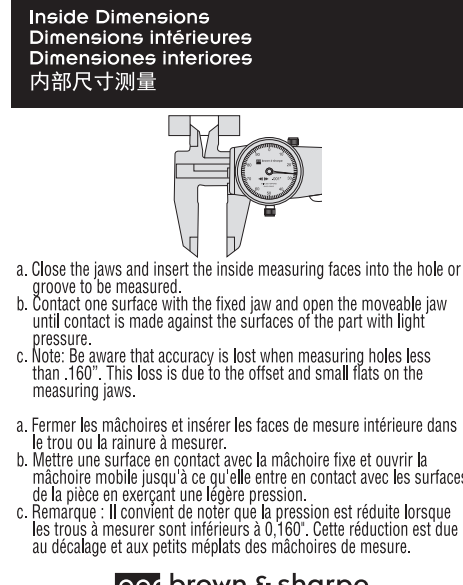 Inside Dimensions
Dimensions intérieures
Dimensiones interiores
内部尺寸测量
a. Close the jaws and insert the inside measuring faces into the hole or
groove to be measured.
b. Contact one surface with the fixed jaw and open the moveable jaw
until contact is made against the surfaces of the part with light
pressure.
c. Note: Be aware that accuracy is lost when measuring holes less
than .160”. This loss is due to the offset and small flats on the
measuring jaws.
a. Fermer les mâchoires et insérer les faces de mesure intérieure dans
le trou ou la rainure à mesurer.
b. Mettre une surface en contact avec la mâchoire fixe et ouvrir la
mâchoire mobile jusqu'à ce qu'elle entre en contact avec les surfaces
de la pièce en exerçant une légère pression.
c. Remarque : Il convient de noter que la pression est réduite lorsque
les trous à mesurer sont inférieurs à 0,160". Cette réduction est due
au décalage et aux petits méplats des mâchoires de mesure.
brown & sharpe